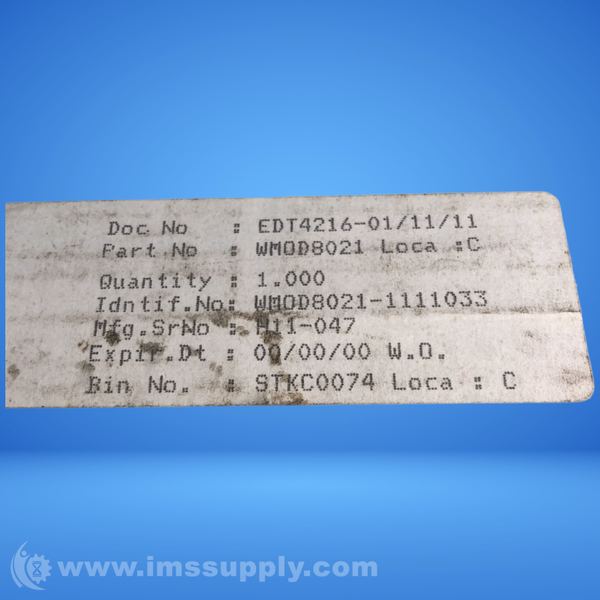 Doc No : EDT4216-01/11/11
Part No : WMOD8021 Loca :C
Quantity : 1.000
Idntif.No: WMOD8021-1111033
Mfg.SrNo : H11-047
Expir.Dt : 00/00/00 W.O.
Bin No. : STKC0074 Loca : C
www.imssupply.com